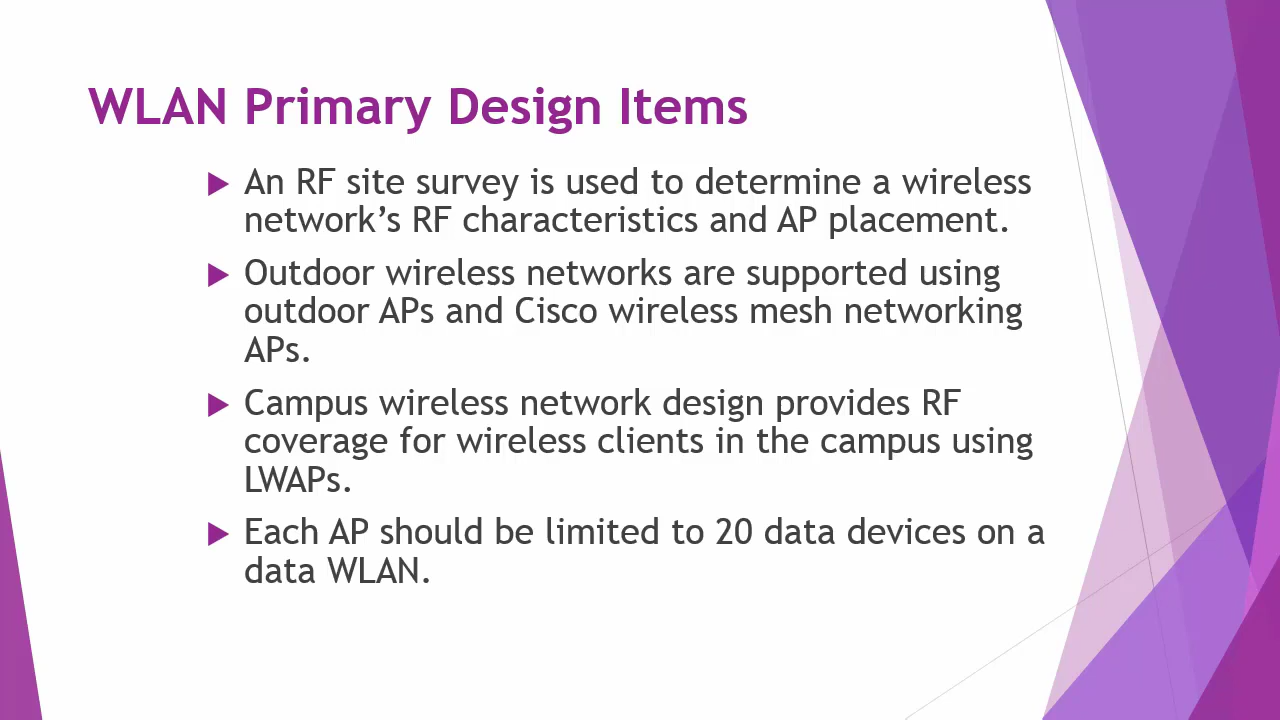 WLAN Primary Design Items
An RF site survey is used to determine a wireless
network’s RF characteristics and AP placement.
Outdoor wireless networks are supported using
outdoor APs and Cisco wireless mesh networking
APs.
Campus wireless network design provides RF
coverage for wireless clients in the campus using
LWAPs.
Each AP should be limited to 20 data devices on a
data WLAN.